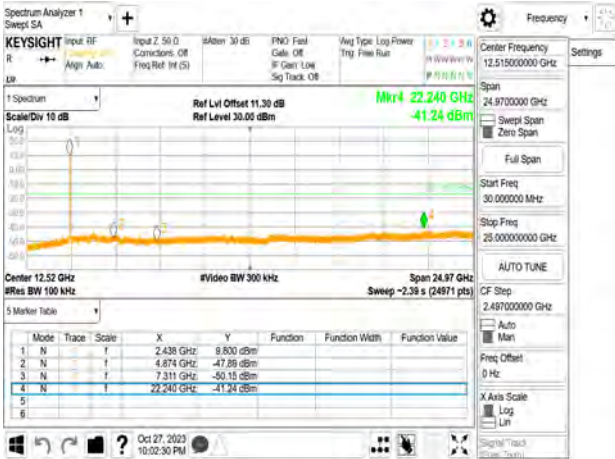 Spectrum Analyzer 1
Swept SA
Frequency
KEYSIGHT
Input: RF
Align: Auto
Input Z: 50 Ω
Corrections: Off
Freq Ref: Int (S)
#Atten: 30 dB
PNO: Fast
Gate: Off
IF Gain: Low
Sig Track: Off
Avg Type: Log-Power
Trig: Free Run
Center Frequency
12.515000000 GHz
Settings
Span
24.9700000 GHz
Swept Span
Zero Span
Full Span
Start Freq
30.000000 MHz
Stop Freq
25.000000000 GHz
AUTO TUNE
CF Step
2.497000000 GHz
Auto
Man
Freq Offset
0 Hz
X Axis Scale
Log
Lin
Signal Track
1 Spectrum
Scale/Div 10 dB
Log
Ref Lvl Offset 11.30 dB
Ref Level 30.00 dBm
Mkr4 22.240 GHz
-41.24 dBm
Center 12.52 GHz
#Res BW 100 kHz
#Video BW 300 kHz
Span 24.97 GHz
Sweep ~2.39 s (24971 pts)
5 Marker Table
Mode Trace Scale X Y Function Function Width Function Value
1 N f 2.438 GHz 9.800 dBm
2 N f 4.874 GHz -47.89 dBm
3 N f 7.311 GHz -50.15 dBm
4 N f 22.240 GHz -41.24 dBm
5
6
Oct 27, 2023
10:02:30 PM